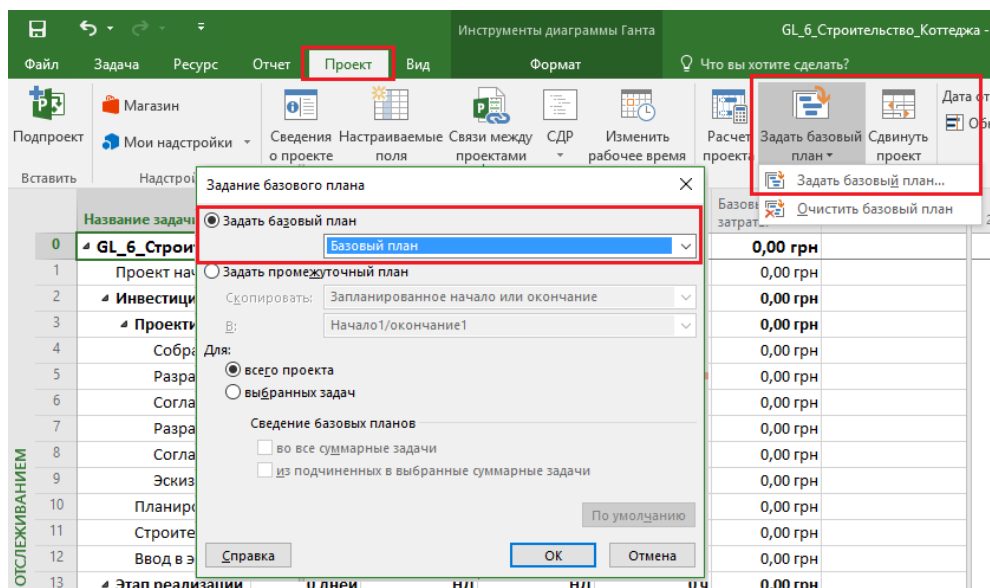 Инструменты диаграммы Ганта GL_6_Строительство_Коттеджа -
Файл Задача Ресурс Отчет Проект Вид Формат Что вы хотите сделать?
Подпроект
Магазин
Мои надстройки
Сведения о проекте
Настраиваемые поля
Связи между проектами
СДР
Изменить рабочее время
Расчет проекта
Задать базовый план
Сдвинуть проект
Дата
Вставить
Задать базовый план...
Очистить базовый план
Задание базового плана
Задать базовый план
Базовый план
Задать промежуточный план
Скопировать: Запланированное начало или окончание
В: Начало1/окончание1
Для:
всего проекта
выбранных задач
Сведение базовых планов
во все суммарные задачи
из подчиненных в выбранные суммарные задачи
По умолчанию
Справка ОК Отмена
Название задачи
0 GL_6_Строи 0,00 грн
1 Проект нач 0,00 грн
2 Инвестици 0,00 грн
3 Проекти 0,00 грн
4 Собра 0,00 грн
5 Разра 0,00 грн
6 Согла 0,00 грн
7 Разра 0,00 грн
8 Согла 0,00 грн
9 Эскиз 0,00 грн
10 Планиро 0,00 грн
11 Строите 0,00 грн
12 Ввод в э 0,00 грн
13 Этап реализации 0 дней НД НД 0 ч 0,00 грн
ОТСЛЕЖИВАНИЕМ